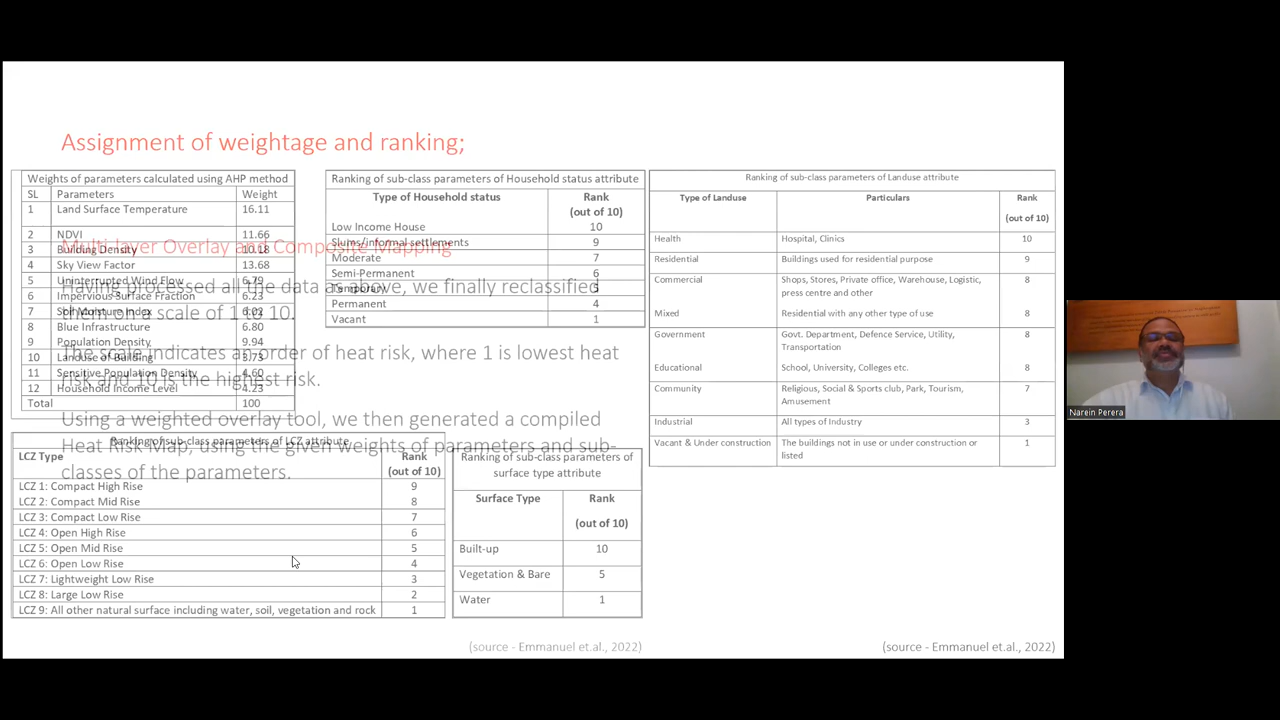 Assignment of weightage and ranking;
Weights of parameters calculated using AHP method
SL Parameters Weight
1 Land Surface Temperature 16.11
2 NDVI 11.66
3 Building Density 10.18
4 Sky View Factor 13.68
5 Uninterrupted Wind Flow 6.79
6 Impervious Surface Fraction 6.23
7 Soil Moisture Index 6.02
8 Blue Infrastructure 6.80
9 Population Density 9.94
10 Landuse of Building 3.73
11 Sensitive Population Density 4.60
12 Household Income Level 4.23
Total 100
Ranking of sub-class parameters of Household status attribute
Type of Household status Rank
(out of 10)
Low Income House 10
Slums/informal settlements 9
Moderate 7
Semi-Permanent 6
Temporary 5
Permanent 4
Vacant 1
Ranking of sub-class parameters of Landuse attribute
Type of Landuse Particulars Rank
(out of 10)
Health Hospital, Clinics 10
Residential Buildings used for residential purpose 9
Commercial Shops, Stores, Private office, Warehouse, Logistic, 8
press centre and other
Mixed Residential with any other type of use 8
Government Govt. Department, Defence Service, Utility, 8
Transportation
Educational School, University, Colleges etc. 8
Community Religious, Social & Sports club, Park, Tourism, 7
Amusement
Industrial All types of Industry 3
Vacant & Under construction The buildings not in use or under construction or 1
listed
Multi-layer Overlay and Composite Mapping
Having processed all the data as above, we finally reclassified
them on a scale of 1 to 10.
The scale indicates an order of heat risk, where 1 is lowest heat
risk and 10 is the highest risk.
Using a weighted overlay tool, we then generated a compiled
Heat Risk Map, using the given weights of parameters and sub-
classes of the parameters.
Ranking of sub-class parameters of LCZ attribute
LCZ Type Rank
(out of 10)
LCZ 1: Compact High Rise 9
LCZ 2: Compact Mid Rise 8
LCZ 3: Compact Low Rise 7
LCZ 4: Open High Rise 6
LCZ 5: Open Mid Rise 5
LCZ 6: Open Low Rise 4
LCZ 7: Lightweight Low Rise 3
LCZ 8: Large Low Rise 2
LCZ 9: All other natural surface including water, soil, vegetation and rock 1
Ranking of sub-class parameters of
surface type attribute
Surface Type Rank
(out of 10)
Built-up 10
Vegetation & Bare 5
Water 1
(source - Emmanuel et.al., 2022)
(source - Emmanuel et.al., 2022)
Narein Perera